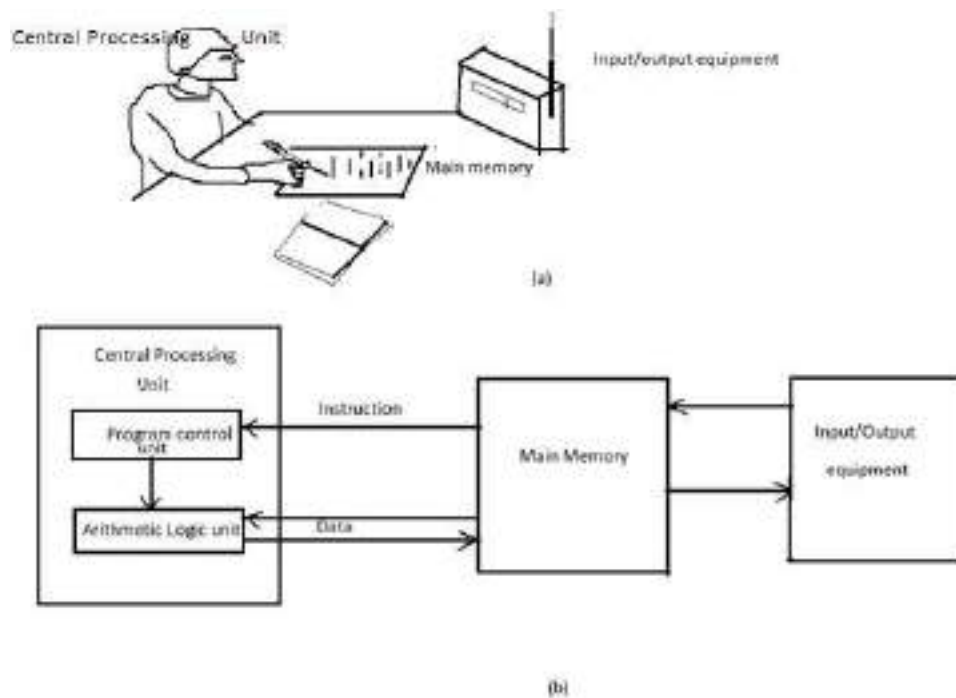 Central Processing Unit
Input/output equipment
Main memory
(a)
Central Processing
Unit
Instruction
Program control
unit
Main Memory
Input/Output
equipment
Arithmetic Logic unit
Data
(b)